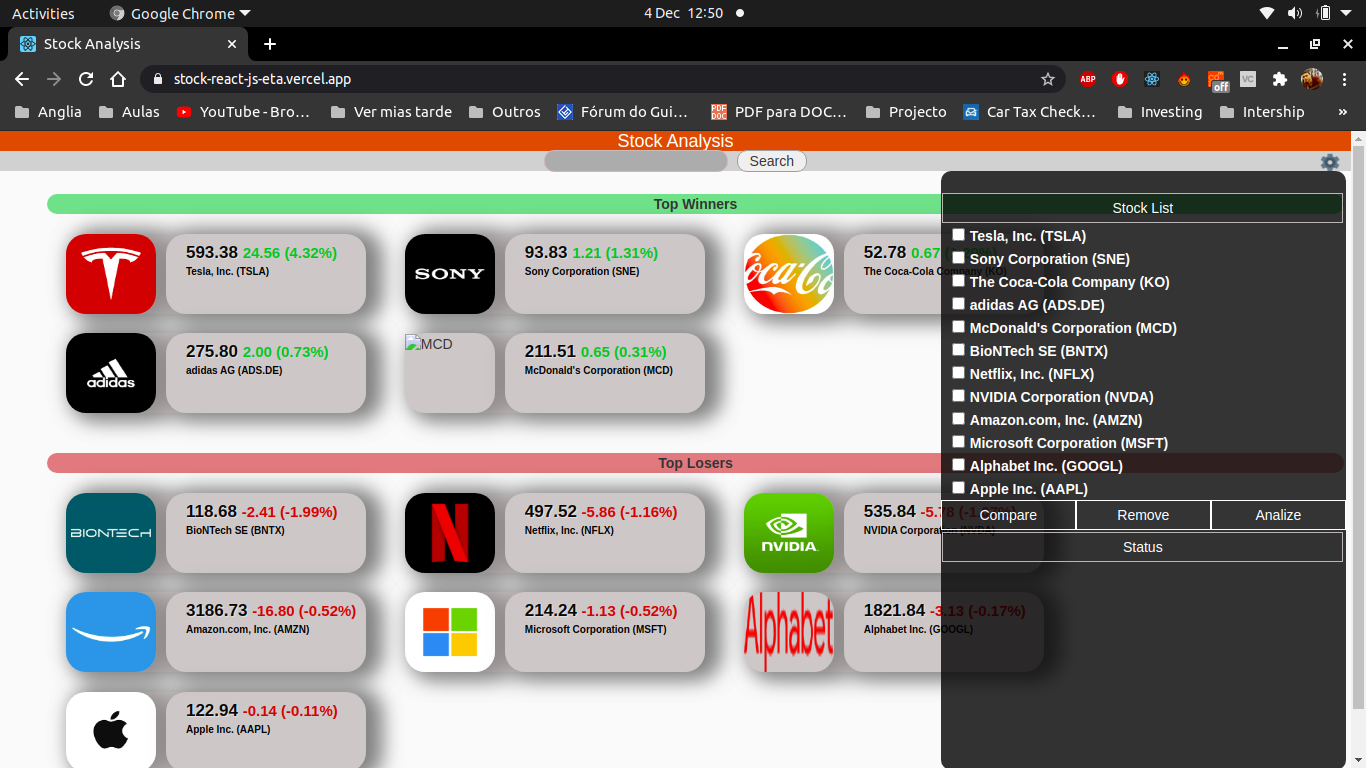 Activities Google Chrome 4 Dec 12:50
Stock Analysis
stock-react-js-eta.vercel.app ABP VC off
Anglia Aulas YouTube - Bro… Ver mias tarde Outros Fórum do Gui… PDF DOC PDF para DOC… Projecto Car Tax Check… Investing Intership »
Stock Analysis
Search
Top Winners
593.38 24.56 (4.32%)
Tesla, Inc. (TSLA)
SONY
93.83 1.21 (1.31%)
Sony Corporation (SNE)
Coca-Cola
52.78 0.67
The Coca-Cola Company (KO)
adidas
275.80 2.00 (0.73%)
adidas AG (ADS.DE)
MCD
211.51 0.65 (0.31%)
McDonald's Corporation (MCD)
Top Losers
BIONTECH
118.68 -2.41 (-1.99%)
BioNTech SE (BNTX)
497.52 -5.86 (-1.16%)
Netflix, Inc. (NFLX)
NVIDIA
535.84 -5.78
NVIDIA Corporation (NVDA)
3186.73 -16.80 (-0.52%)
Amazon.com, Inc. (AMZN)
214.24 -1.13 (-0.52%)
Microsoft Corporation (MSFT)
Alphabet
1821.84 -3.13 (-0.17%)
Alphabet Inc. (GOOGL)
122.94 -0.14 (-0.11%)
Apple Inc. (AAPL)
Stock List
Tesla, Inc. (TSLA)
Sony Corporation (SNE)
The Coca-Cola Company (KO)
adidas AG (ADS.DE)
McDonald's Corporation (MCD)
BioNTech SE (BNTX)
Netflix, Inc. (NFLX)
NVIDIA Corporation (NVDA)
Amazon.com, Inc. (AMZN)
Microsoft Corporation (MSFT)
Alphabet Inc. (GOOGL)
Apple Inc. (AAPL)
Compare Remove Analize
Status